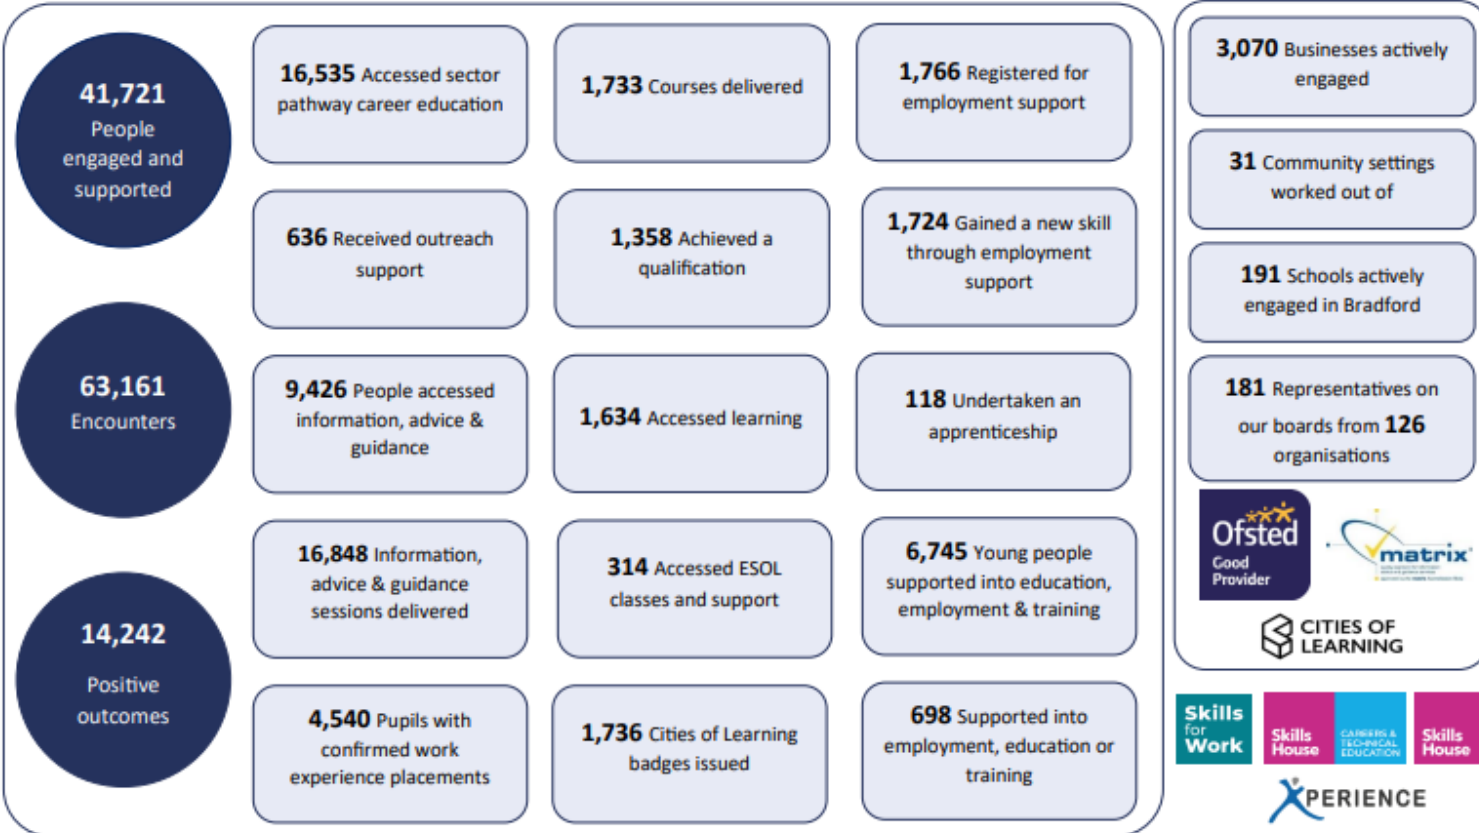 41,721
People
engaged and
supported
63,161
Encounters
14,242
Positive
outcomes
16,535 Accessed sector
pathway career education
636 Received outreach
support
9,426 People accessed
information, advice &
guidance
16,848 Information,
advice & guidance
sessions delivered
4,540 Pupils with
confirmed work
experience placements
1,733 Courses delivered
1,358 Achieved a
qualification
1,634 Accessed learning
314 Accessed ESOL
classes and support
1,736 Cities of Learning
badges issued
1,766 Registered for
employment support
1,724 Gained a new skill
through employment
support
118 Undertaken an
apprenticeship
6,745 Young people
supported into education,
employment & training
698 Supported into
employment, education or
training
3,070 Businesses actively
engaged
31 Community settings
worked out of
191 Schools actively
engaged in Bradford
181 Representatives on
our boards from 126
organisations
Ofsted
Good
Provider
matrix
CITIES OF
LEARNING
Skills
for
Work
Skills
House
CAREERS &
TECHNICAL
EDUCATION
Skills
House
XPERIENCE